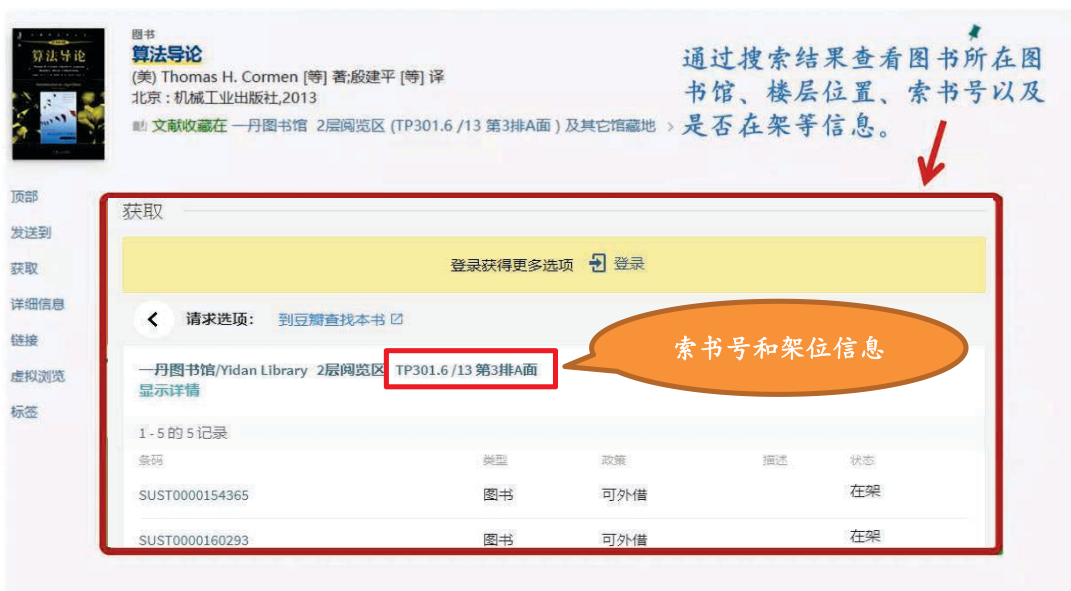 图书
算法导论
(美) Thomas H. Cormen [等] 著;殷建平 [等] 译
北京 : 机械工业出版社,2013
文献收藏在 一丹图书馆 2层阅览区 (TP301.6 /13 第3排A面 ) 及其它馆藏地 >
算法导论
通过搜索结果查看图书所在图
书馆、楼层位置、索书号以及
是否在架等信息。
顶部
发送到
获取
详细信息
链接
虚拟浏览
标签
获取
登录获得更多选项 登录
请求选项： 到豆瓣查找本书
一丹图书馆/Yidan Library 2层阅览区 TP301.6 /13 第3排A面
显示详情
索书号和架位信息
1 - 5 的 5 记录
条码 类型 政策 描述 状态
SUST0000154365 图书 可外借 在架
SUST0000160293 图书 可外借 在架